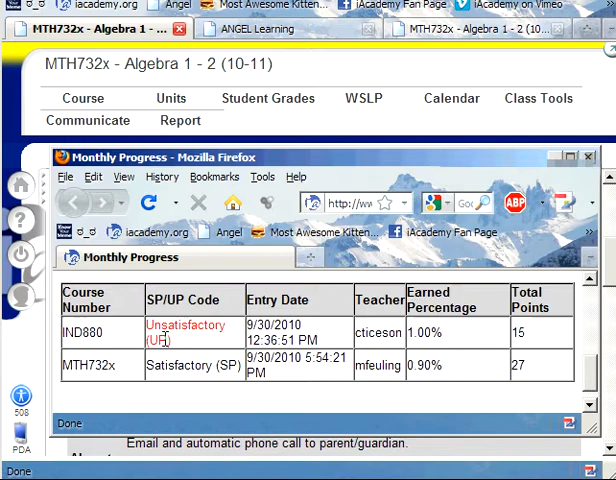 iacademy.org Angel Most Awesome Kitten... iAcademy Fan Page iAcademy on Vimeo
MTH732x - Algebra 1 - ... ANGEL Learning MTH732x - Algebra 1 - 2 (10-11)...
MTH732x - Algebra 1 - 2 (10-11)
Course Units Student Grades WSLP Calendar Class Tools
Communicate Report
Monthly Progress - Mozilla Firefox
File Edit View History Bookmarks Tools Help
http://ww ABP
ಠ_ಠ iacademy.org Angel Most Awesome Kitten... iAcademy Fan Page
Monthly Progress
Course Number SP/UP Code Entry Date Teacher Earned Percentage Total Points
IND880 Unsatisfactory (UP) 9/30/2010 12:36:51 PM cticeson 1.00% 15
MTH732x Satisfactory (SP) 9/30/2010 5:54:21 PM mfeuling 0.90% 27
508
PDA
Done
Email and automatic phone call to parent/guardian.
Done